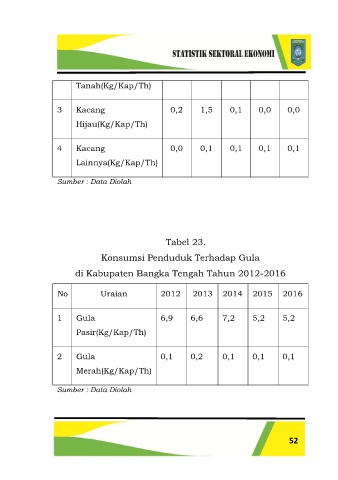 STATISTIK SEKTORAL EKONOMI
Tanah(Kg/Kap/Th)
3 Kacang 0,2 1,5 0,1 0,0 0,0
Hijau(Kg/Kap/Th)
4 Kacang 0,0 0,1 0,1 0,1 0,1
Lainnya(Kg/Kap/Th)
Sumber : Data Diolah
Tabel 23.
Konsumsi Penduduk Terhadap Gula
di Kabupaten Bangka Tengah Tahun 2012-2016
No Uraian 2012 2013 2014 2015 2016
1 Gula 6,9 6,6 7,2 5,2 5,2
Pasir(Kg/Kap/Th)
2 Gula 0,1 0,2 0,1 0,1 0,1
Merah(Kg/Kap/Th)
Sumber : Data Diolah
52